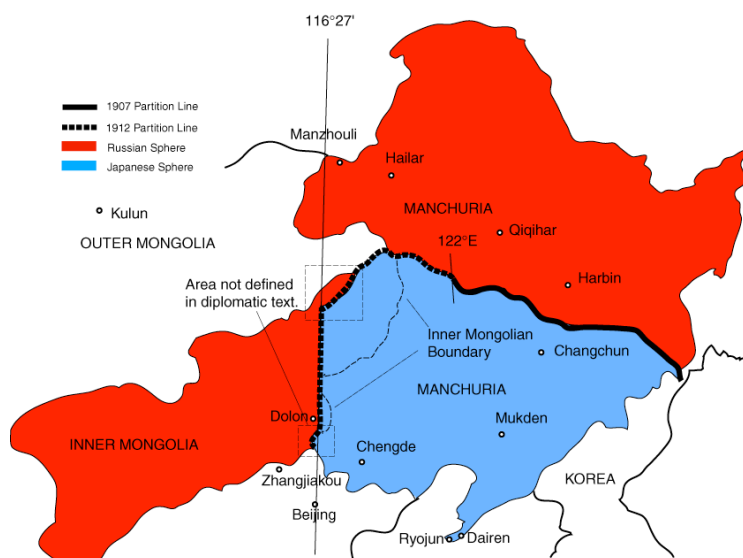 116°27'
1907 Partition Line
1912 Partition Line
Russian Sphere
Japanese Sphere
Manzhouli
Hailar
Kulun
OUTER MONGOLIA
MANCHURIA
Qiqihar
122°E
Harbin
Area not defined
in diplomatic text.
Inner Mongolian
Boundary
Changchun
MANCHURIA
Dolon
Mukden
INNER MONGOLIA
Chengde
Zhangjiakou
KOREA
Beijing
Ryojun
Dairen